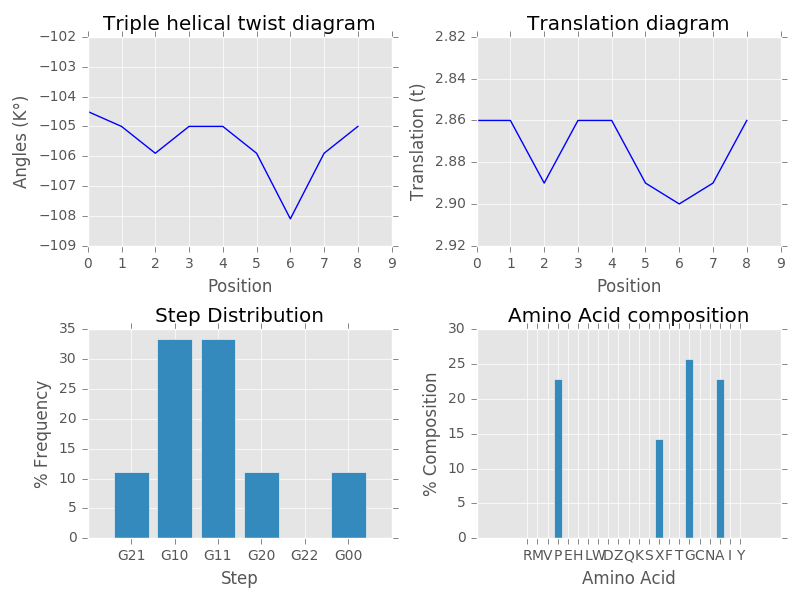 Triple helical twist diagram
Angles (K°)
−102
−103
−104
−105
−106
−107
−108
−109
0 1 2 3 4 5 6 7 8 9
Position
Translation diagram
Translation (t)
2.82
2.84
2.86
2.88
2.90
2.92
0 1 2 3 4 5 6 7 8 9
Position
Step Distribution
% Frequency
35
30
25
20
15
10
5
0
G21 G10 G11 G20 G22 G00
Step
Amino Acid composition
% Composition
30
25
20
15
10
5
0
R M V P E H L W D Z Q K S X F T G C N A I Y
Amino Acid